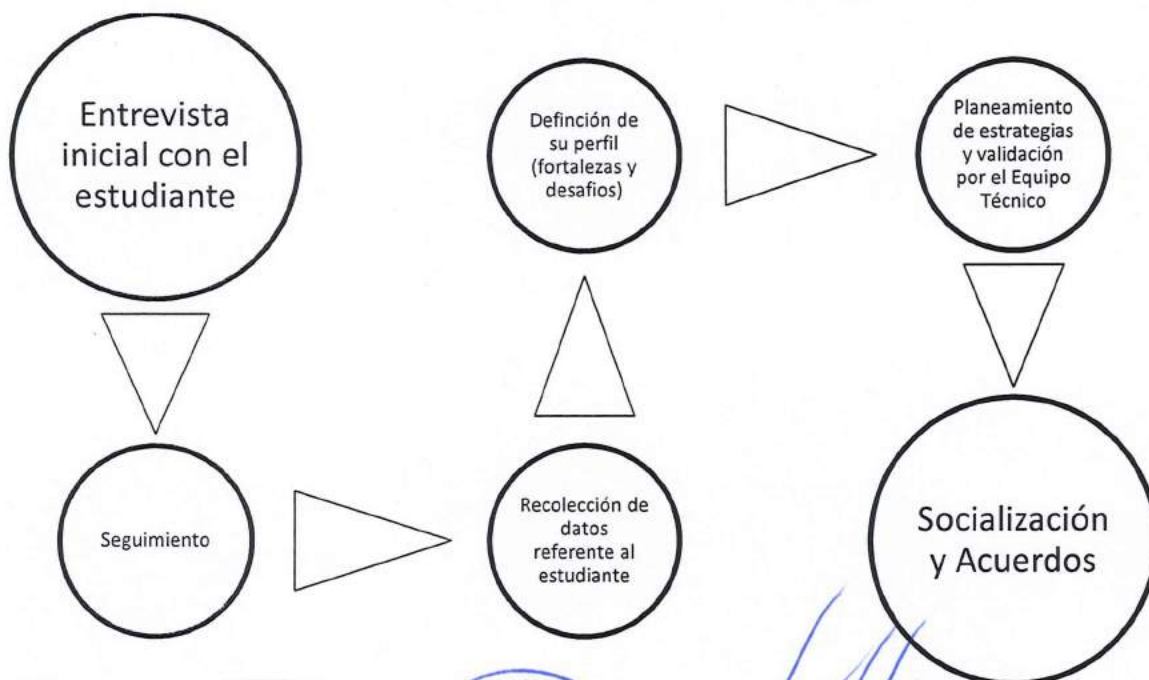 Entrevista
inicial con el
estudiante
Seguimiento
Recolección de
datos
referente al
estudiante
Definción de
su perfil
(fortalezas y
desafios)
Planeamiento
de estrategias
y validación
por el Equipo
Técnico
Socialización
y Acuerdos